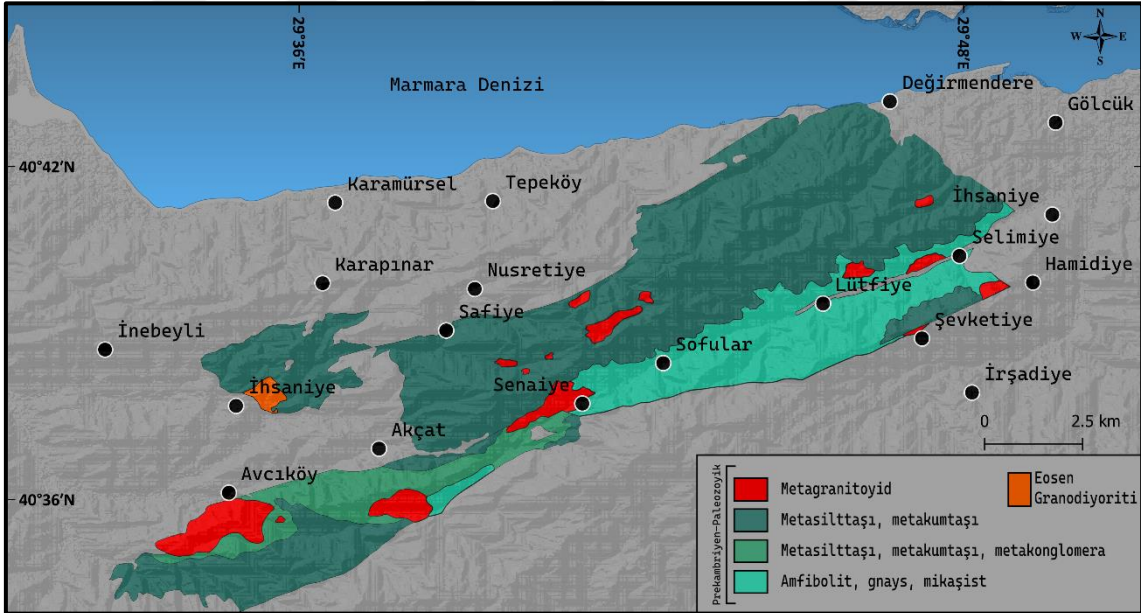 29°36'E
29°48'E
N
W E
S
Marmara Denizi
Değirmendere
Gölcük
40°42'N
Karamürsel
Tepeköy
İhsaniye
Selimiye
Karapınar
Nusretiye
Hamidiye
Lütfiye
Safiye
Şevketiye
İnebeyli
Sofular
İhsaniye
Senaiye
İrşadiye
0 2.5 km
Akçat
Avcıköy
40°36'N
Prekambriyen-Paleozoyik
Metagranitoyid
Eosen
Granodiyoriti
Metasilttaşı, metakumtaşı
Metasilttaşı, metakumtaşı, metakonglomera
Amfibolit, gnays, mikaşist